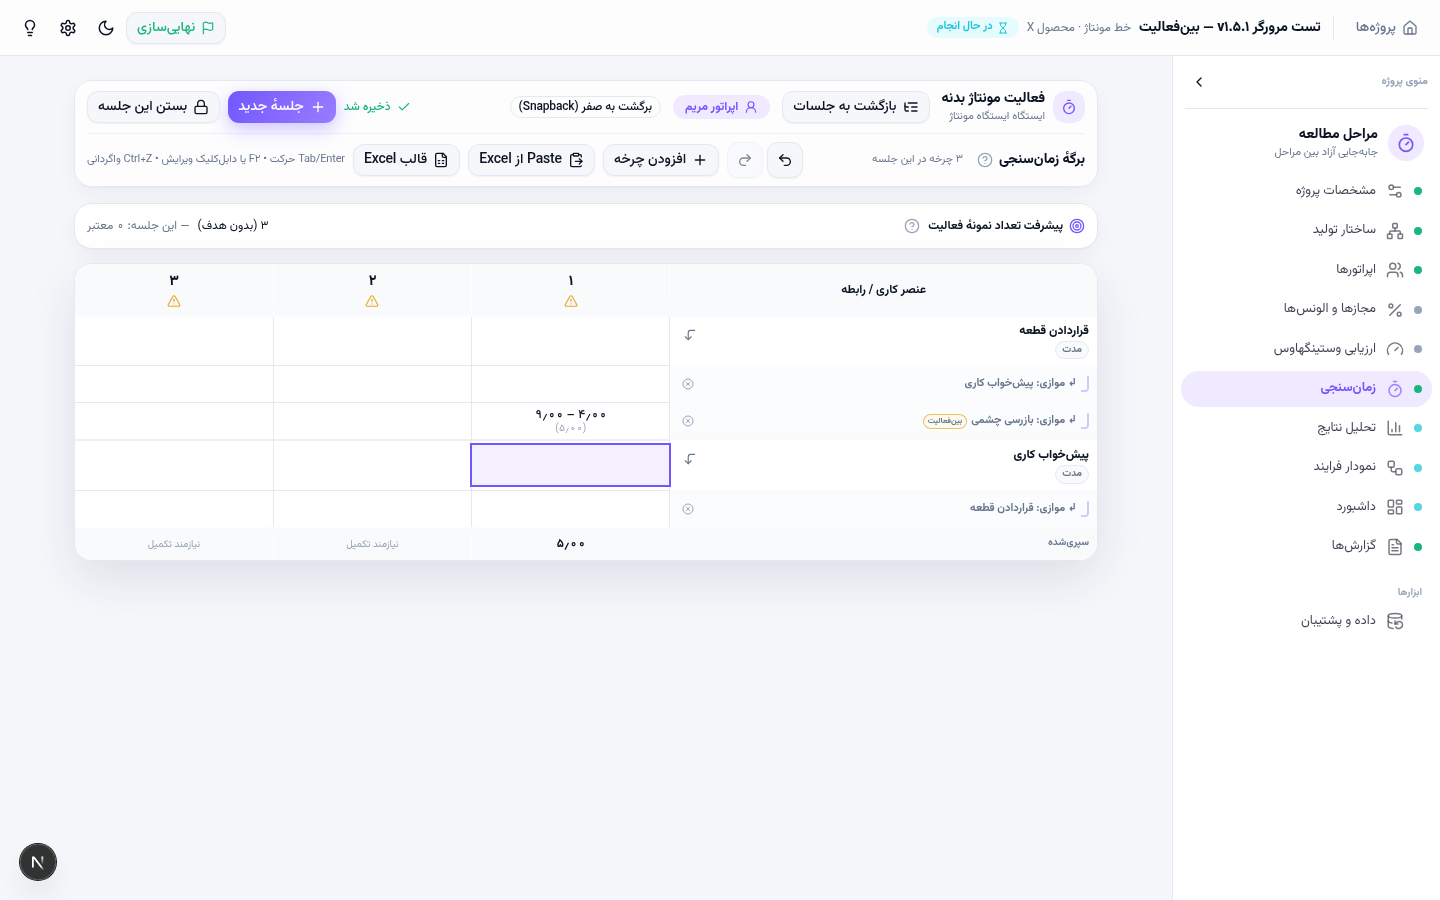 پروژه‌ها
تست مرورگر v1.5.1 — بین‌فعالیت
خط مونتاژ · محصول X
در حال انجام
نهایی‌سازی
منوی پروژه
مراحل مطالعه
جابه‌جایی آزاد بین مراحل
مشخصات پروژه
ساختار تولید
اپراتورها
مجازها و الونس‌ها
ارزیابی وستینگهاوس
زمان‌سنجی
تحلیل نتایج
نمودار فرایند
داشبورد
گزارش‌ها
ابزارها
داده و پشتیبان
فعالیت مونتاژ بدنه
ایستگاه ایستگاه مونتاژ
بازگشت به جلسات
اپراتور مریم
برگشت به صفر (Snapback)
ذخیره شد
جلسهٔ جدید
بستن این جلسه
برگهٔ زمان‌سنجی
۳ چرخه در این جلسه
افزودن چرخه
Paste از Excel
قالب Excel
Tab/Enter حرکت • F2 یا دابل‌کلیک ویرایش • Ctrl+Z واگردانی
پیشرفت تعداد نمونهٔ فعالیت
۳ (بدون هدف) — این جلسه: ۰ معتبر
عنصر کاری / رابطه
۱
۲
۳
قراردادن قطعه
مدت
↲ موازی: پیش‌خواب کاری
↲ موازی: بازرسی چشمی
بین‌فعالیت
۴٫۰۰ – ۹٫۰۰
(۵٫۰۰)
پیش‌خواب کاری
مدت
↲ موازی: قراردادن قطعه
سپری‌شده
۵٫۰۰
نیازمند تکمیل
نیازمند تکمیل
N